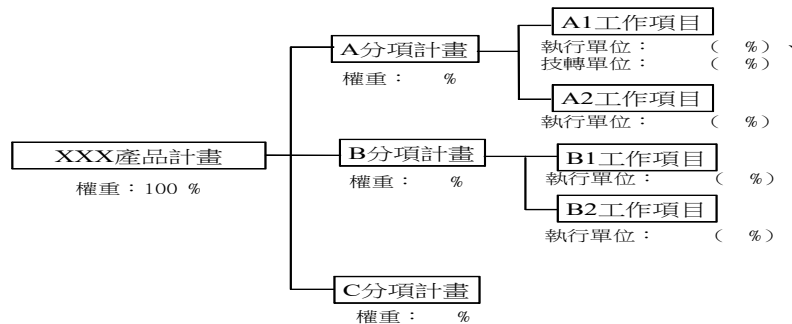 A1工作項目
執行單位： （ %）、
技轉單位： （ %）
A分項計畫
權重： %
A2工作項目
執行單位： （ %）
XXX產品計畫
權重：100 %
B分項計畫
權重： %
B1工作項目
執行單位： （ %）
B2工作項目
執行單位： （ %）
C分項計畫
權重： %